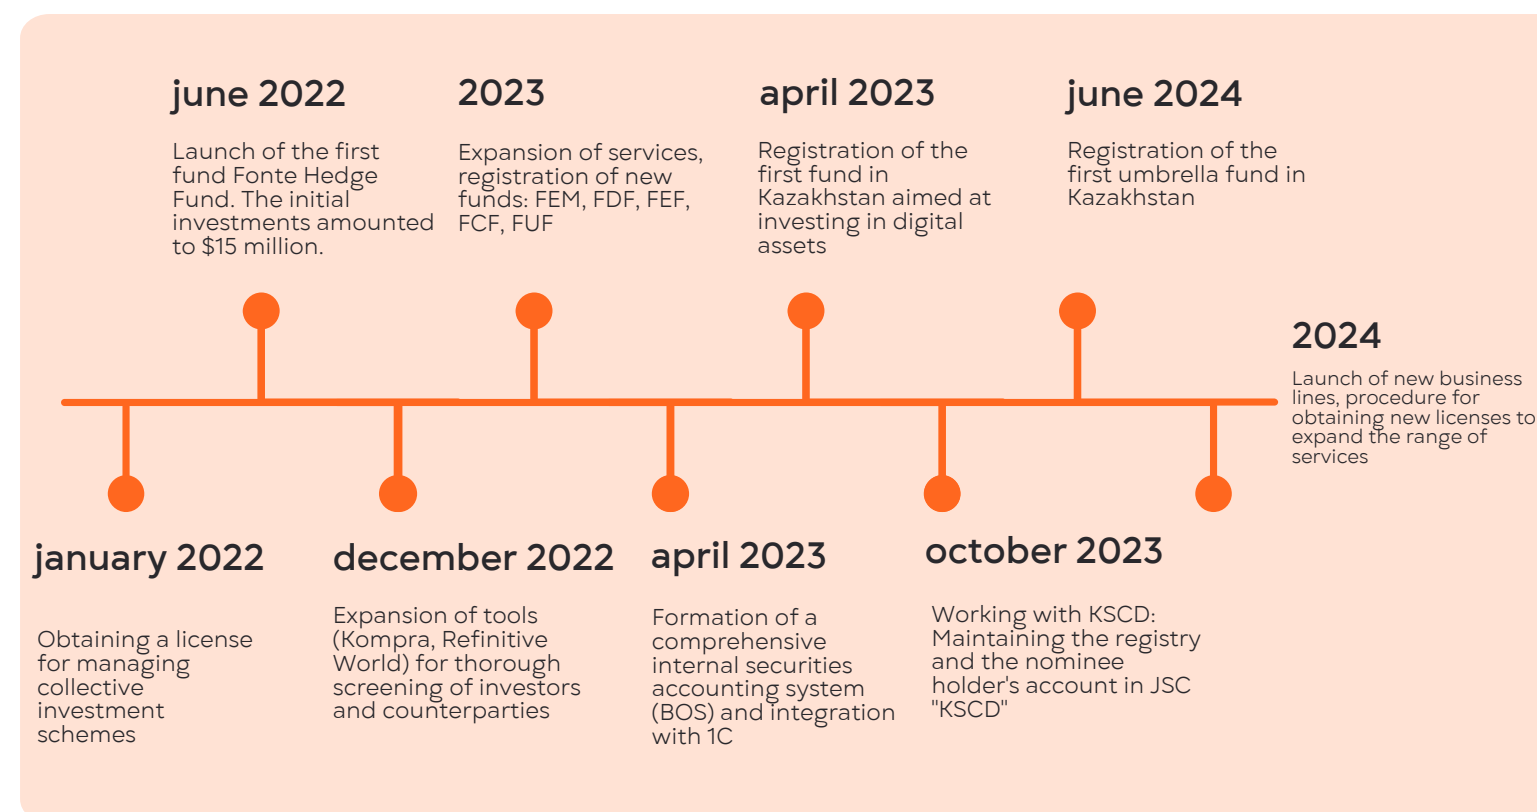 june 2022
Launch of the first
fund Fonte Hedge
Fund. The initial
investments amounted
to $15 million.
2023
Expansion of services,
registration of new
funds: FEM, FDF, FEF,
FCF, FUF
april 2023
Registration of the
first fund in
Kazakhstan aimed at
investing in digital
assets
june 2024
Registration of the
first umbrella fund in
Kazakhstan
2024
Launch of new business
lines, procedure for
obtaining new licenses to
expand the range of
services
january 2022
Obtaining a license
for managing
collective
investment
schemes
december 2022
Expansion of tools
(Kompra, Refinitive
World) for thorough
screening of investors
and counterparties
april 2023
Formation of a
comprehensive
internal securities
accounting system
(BOS) and integration
with 1C
october 2023
Working with KSCD:
Maintaining the registry
and the nominee
holder's account in JSC
"KSCD"